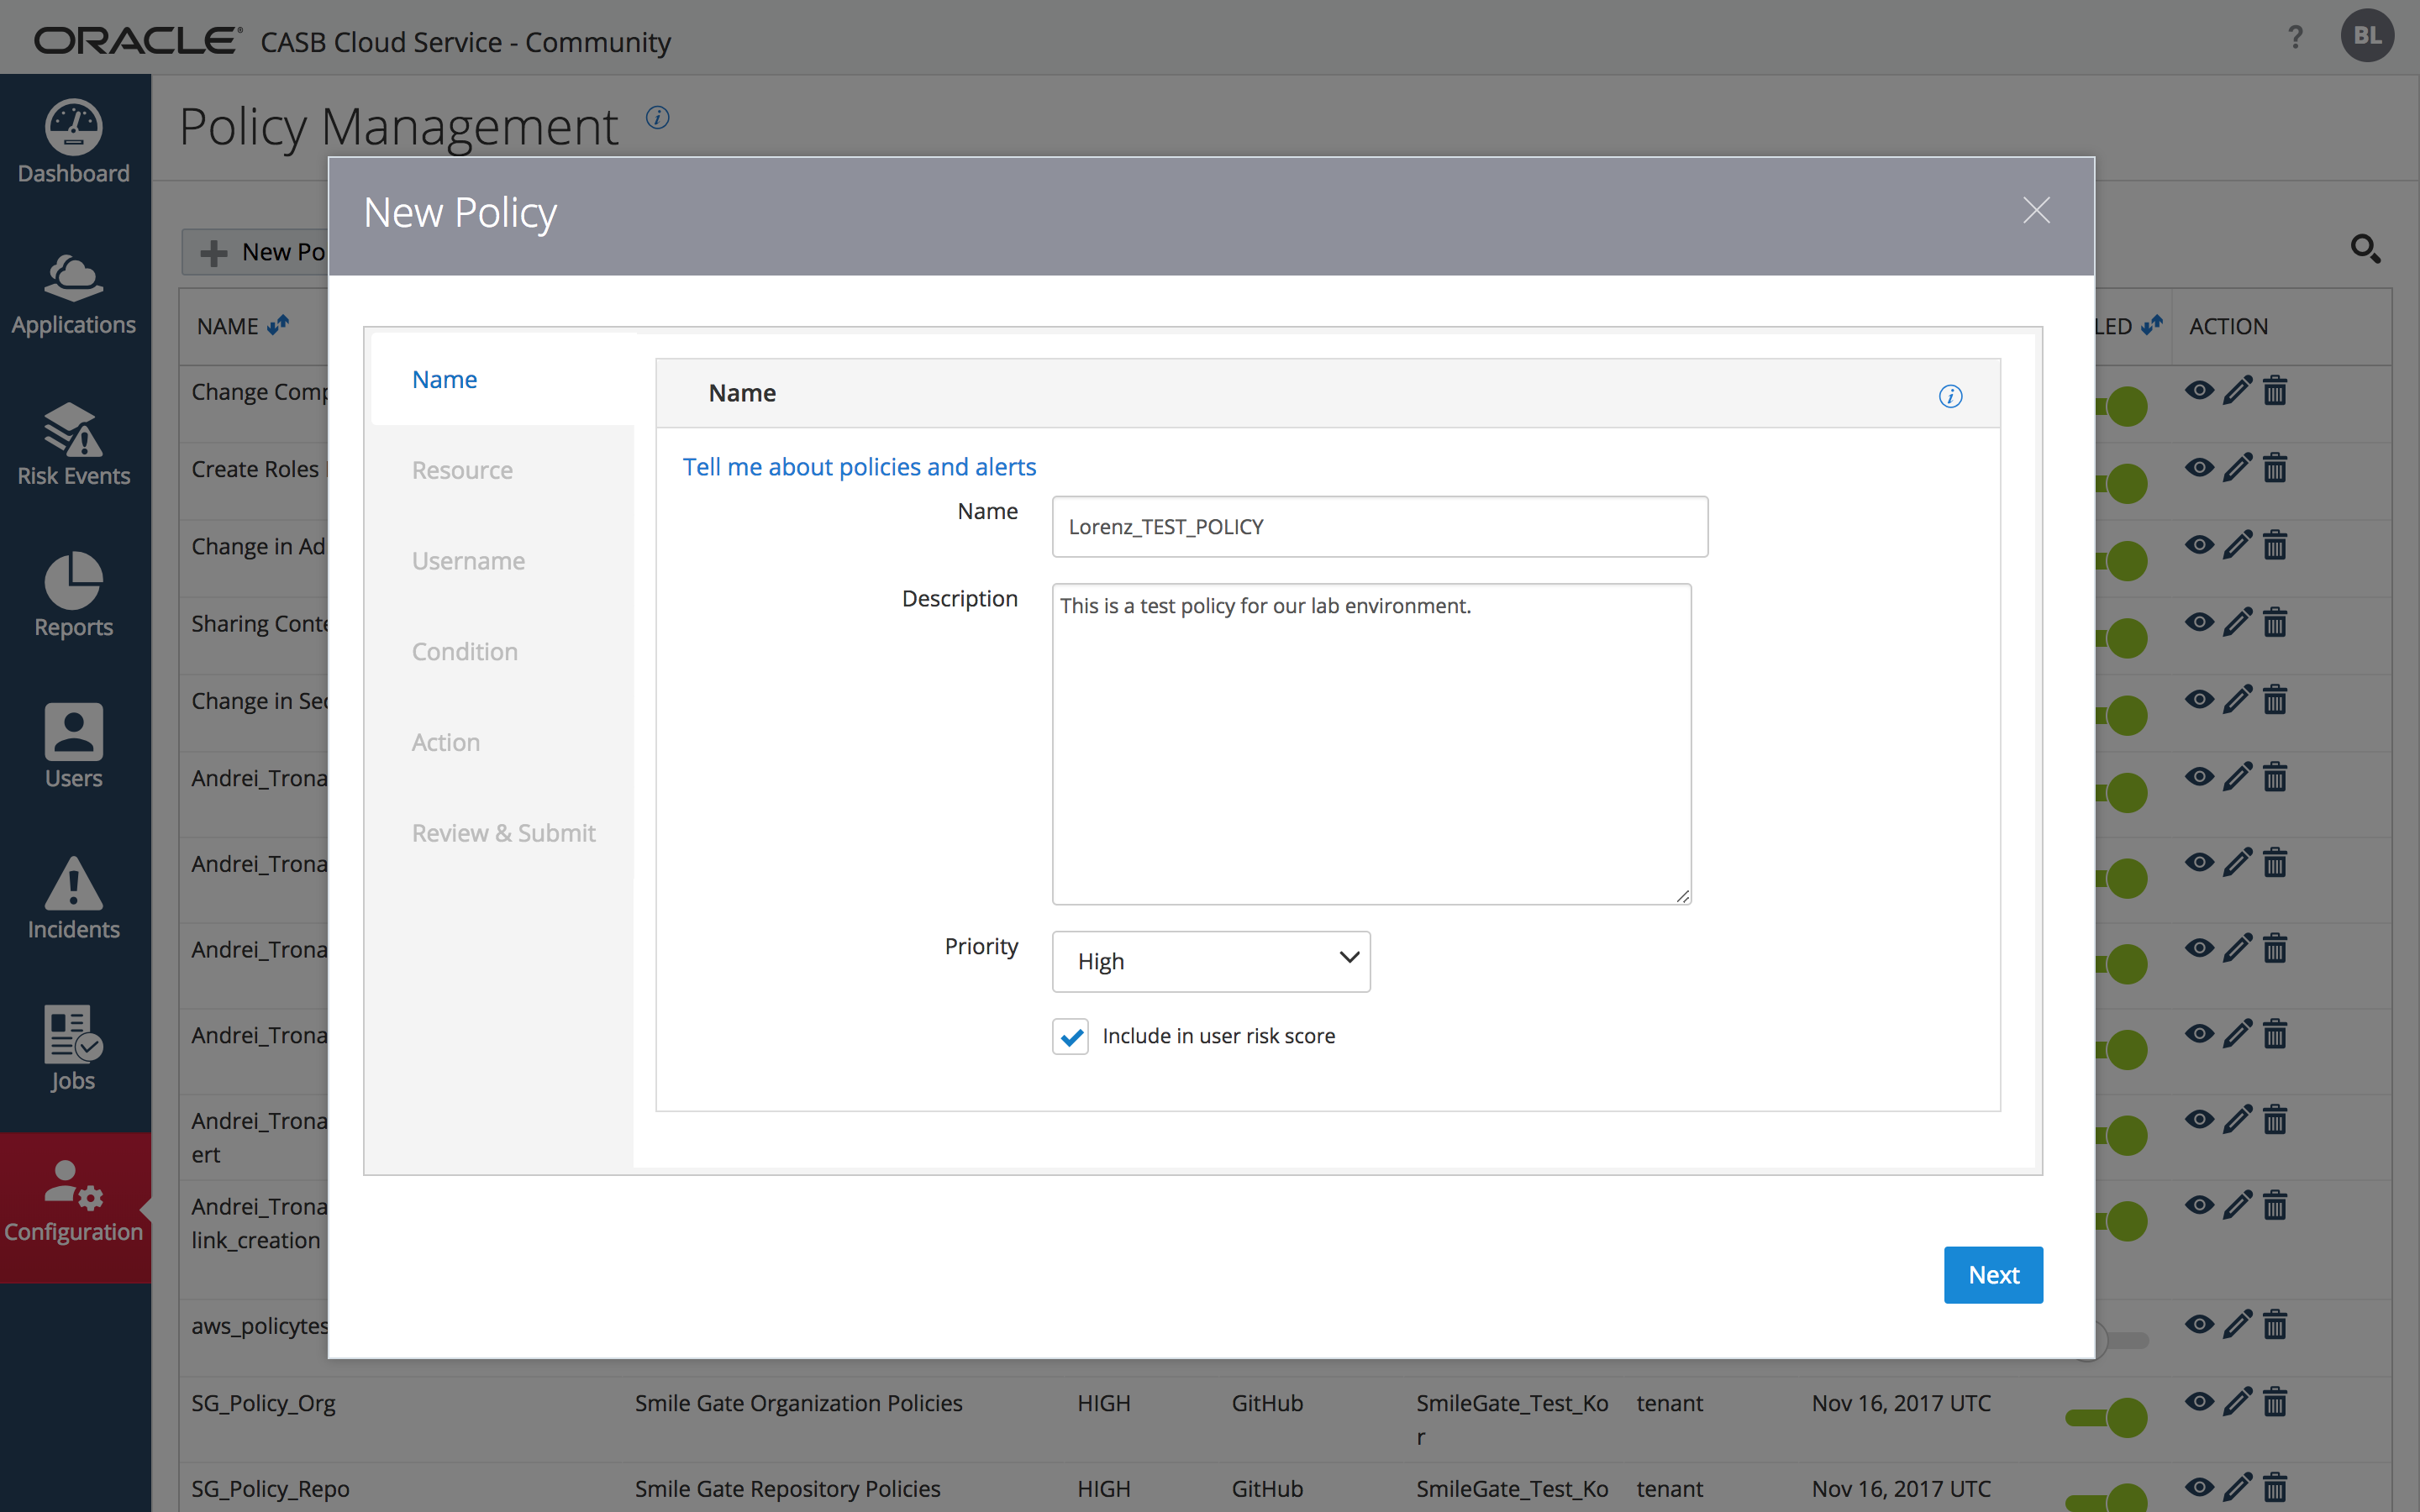 ORACLE® CASB Cloud Service - Community
?
BL
Dashboard
Applications
Risk Events
Reports
Users
Incidents
Jobs
Configuration
Policy Management
i
New Po
NAME
LED
ACTION
Change Comp
Create Roles
Change in Ad
Sharing Conte
Change in Sec
Andrei_Trona
Andrei_Trona
Andrei_Trona
Andrei_Trona
Andrei_Trona
ert
Andrei_Trona
link_creation
aws_policytes
SG_Policy_Org
Smile Gate Organization Policies
HIGH
GitHub
SmileGate_Test_Ko
r
tenant
Nov 16, 2017 UTC
SG_Policy_Repo
Smile Gate Repository Policies
HIGH
GitHub
SmileGate_Test_Ko
tenant
Nov 16, 2017 UTC
New Policy
Name
Resource
Username
Condition
Action
Review & Submit
Name
i
Tell me about policies and alerts
Name
Lorenz_TEST_POLICY
Description
This is a test policy for our lab environment.
Priority
High
Include in user risk score
Next